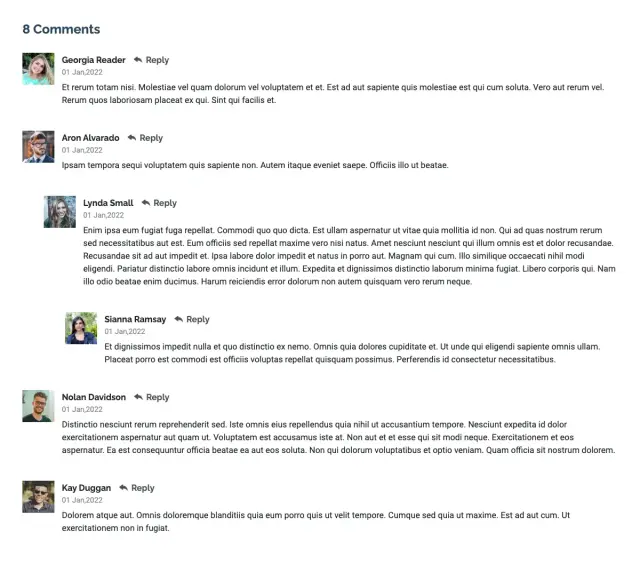 8 Comments
Georgia Reader Reply
01 Jan,2022
Et rerum totam nisi. Molestiae vel quam dolorum vel voluptatem et et. Est ad aut sapiente quis molestiae est qui cum soluta. Vero aut rerum vel.
Rerum quos laboriosam placeat ex qui. Sint qui facilis et.
Aron Alvarado Reply
01 Jan,2022
Ipsam tempora sequi voluptatem quis sapiente non. Autem itaque eveniet saepe. Officiis illo ut beatae.
Lynda Small Reply
01 Jan,2022
Enim ipsa eum fugiat fuga repellat. Commodi quo quo dicta. Est ullam aspernatur ut vitae quia mollitia id non. Qui ad quas nostrum rerum
sed necessitatibus aut est. Eum officiis sed repellat maxime vero nisi natus. Amet nesciunt nesciunt qui illum omnis est et dolor recusandae.
Recusandae sit ad aut impedit et. Ipsa labore dolor impedit et natus in porro aut. Magnam qui cum. Illo similique occaecati nihil modi
eligendi. Pariatur distinctio labore omnis incidunt et illum. Expedita et dignissimos distinctio laborum minima fugiat. Libero corporis qui. Nam
illo odio beatae enim ducimus. Harum reiciendis error dolorum non autem quisquam vero rerum neque.
Sianna Ramsay Reply
01 Jan,2022
Et dignissimos impedit nulla et quo distinctio ex nemo. Omnis quia dolores cupiditate et. Ut unde qui eligendi sapiente omnis ullam.
Placeat porro est commodi est officiis voluptas repellat quisquam possimus. Perferendis id consectetur necessitatibus.
Nolan Davidson Reply
01 Jan,2022
Distinctio nesciunt rerum reprehenderit sed. Iste omnis eius repellendus quia nihil ut accusantium tempore. Nesciunt expedita id dolor
exercitationem aspernatur aut quam ut. Voluptatem est accusamus iste at. Non aut et et esse qui sit modi neque. Exercitationem et eos
aspernatur. Ea est consequuntur officia beatae ea aut eos soluta. Non qui dolorum voluptatibus et optio veniam. Quam officia sit nostrum dolorem.
Kay Duggan Reply
01 Jan,2022
Dolorem atque aut. Omnis doloremque blanditiis quia eum porro quis ut velit tempore. Cumque sed quia ut maxime. Est ad aut cum. Ut
exercitationem non in fugiat.